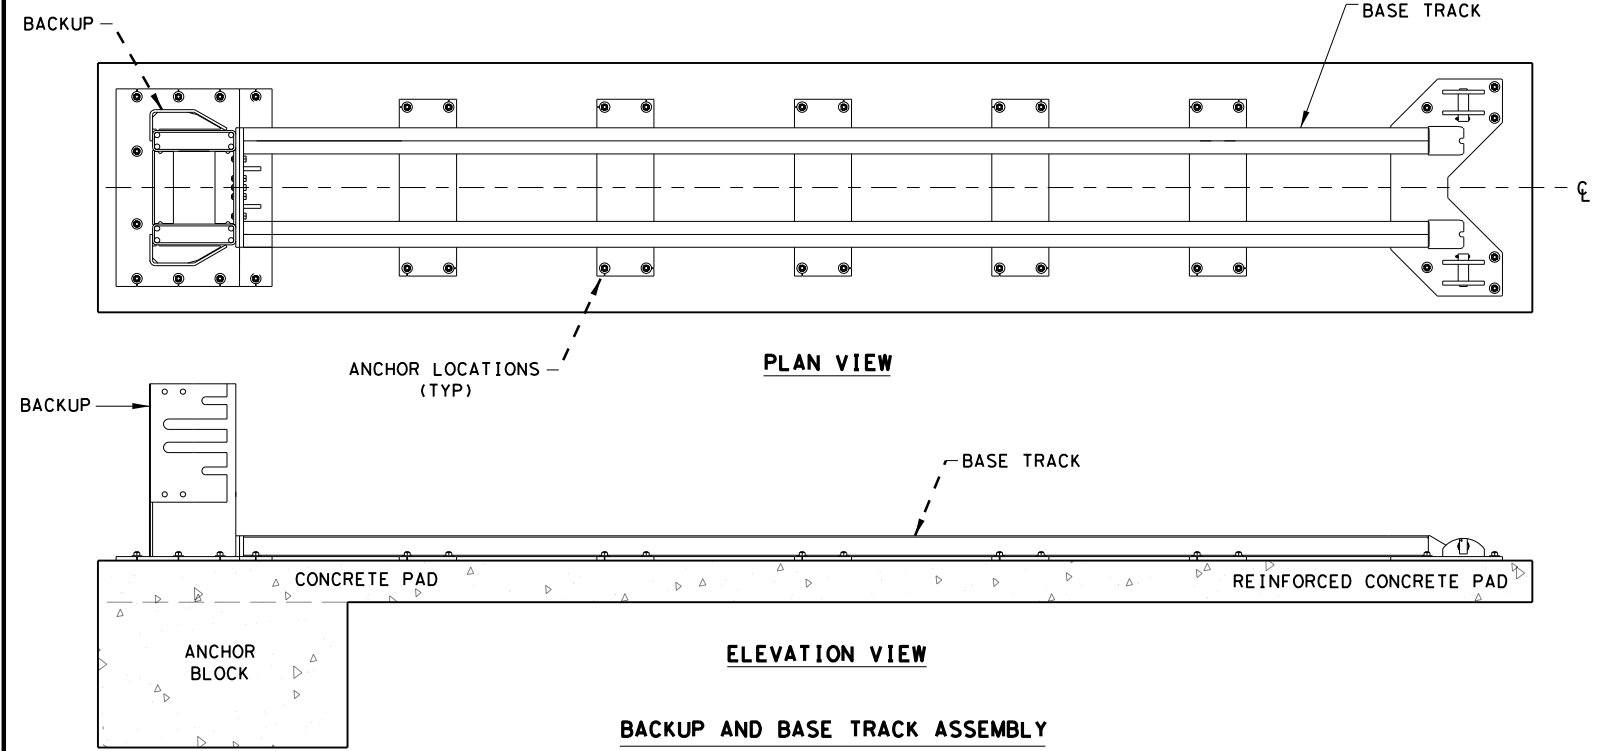 BACKUP
BASE TRACK
℄
ANCHOR LOCATIONS
(TYP)
PLAN VIEW
BACKUP
BASE TRACK
CONCRETE PAD
REINFORCED CONCRETE PAD
ANCHOR
BLOCK
ELEVATION VIEW
BACKUP AND BASE TRACK ASSEMBLY